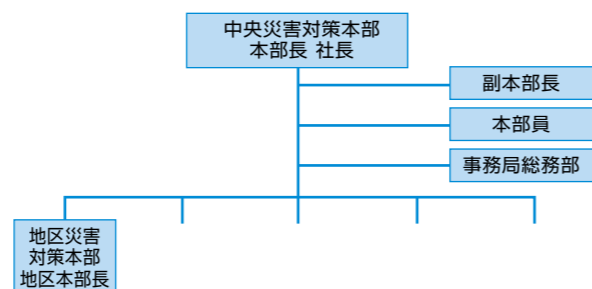 中央災害対策本部
本部長 社長
副本部長
本部員
事務局総務部
地区災害
対策本部
地区本部長